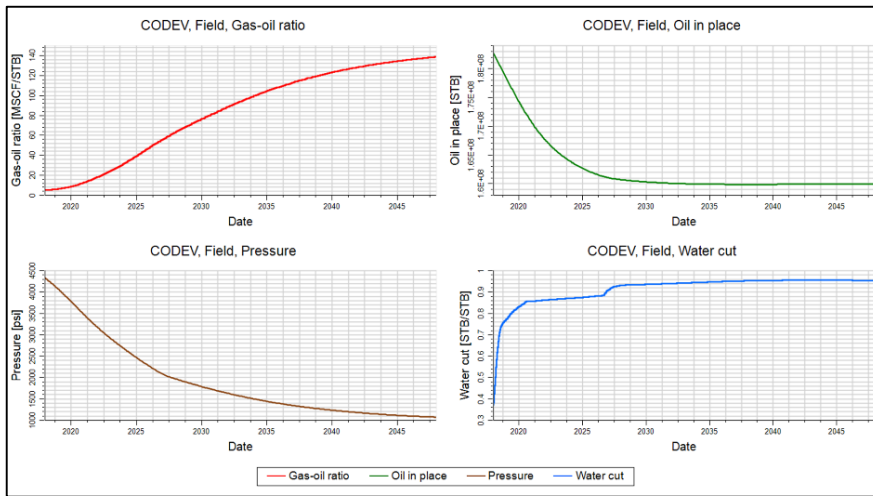 CODEV, Field, Gas-oil ratio
Gas-oil ratio [MSCF/STB]
140
120
100
80
60
40
20
0
2020 2025 2030 2035 2040 2045
Date
CODEV, Field, Oil in place
Oil in place [STB]
1.8E+08
1.75E+08
1.7E+08
1.65E+08
1.6E+08
2020 2025 2030 2035 2040 2045
Date
CODEV, Field, Pressure
Pressure [psi]
4500
4000
3500
3000
2500
2000
1500
1000
2020 2025 2030 2035 2040 2045
Date
CODEV, Field, Water cut
Water cut [STB/STB]
1
0.9
0.8
0.7
0.6
0.5
0.4
0.3
2020 2025 2030 2035 2040 2045
Date
Gas-oil ratio Oil in place Pressure Water cut